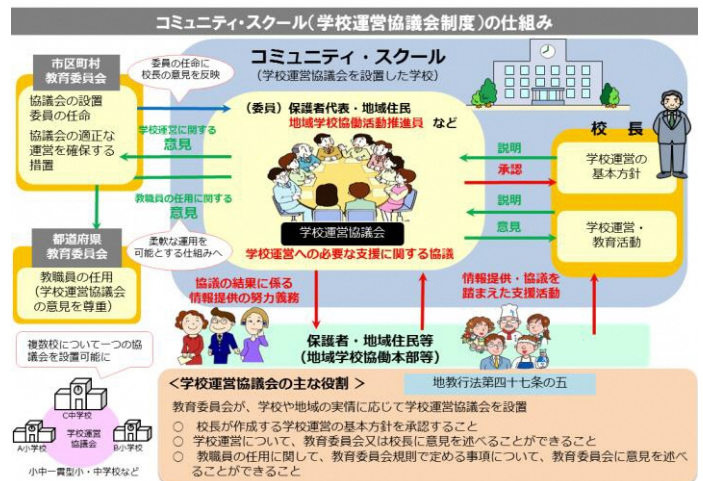 コミュニティ・スクール(学校運営協議会制度)の仕組み
市区町村
教育委員会
協議会の設置
委員の任命
協議会の適正な
運営を確保する
措置
委員の任命に
校長の意見を反映
コミュニティ・スクール
(学校運営協議会を設置した学校)
(委員)保護者代表・地域住民
地域学校協働活動推進員 など
学校運営に関する
意見
教職員の任用に関する
意見
学校運営協議会
学校運営への必要な支援に関する協議
説明
承認
説明
意見
校 長
学校運営の
基本方針
学校運営・
教育活動
都道府県
教育委員会
教職員の任用
(学校運営協議会
の意見を尊重)
柔軟な運用を
可能とする仕組みへ
協議の結果に係る
情報提供の努力義務
情報提供・協議を
踏まえた支援活動
保護者・地域住民等
(地域学校協働本部等)
複数校について一つの協
議会を設置可能に
C中学校
学校運営
協議会
A小学校
B小学校
小中一貫型小・中学校など
<学校運営協議会の主な役割 >
地教行法第四十七条の五
教育委員会が、学校や地域の実情に応じて学校運営協議会を設置
○ 校長が作成する学校運営の基本方針を承認すること
○ 学校運営について、教育委員会又は校長に意見を述べることができること
○ 教職員の任用に関して、教育委員会規則で定める事項について、教育委員会に意見を述べ
ることができること